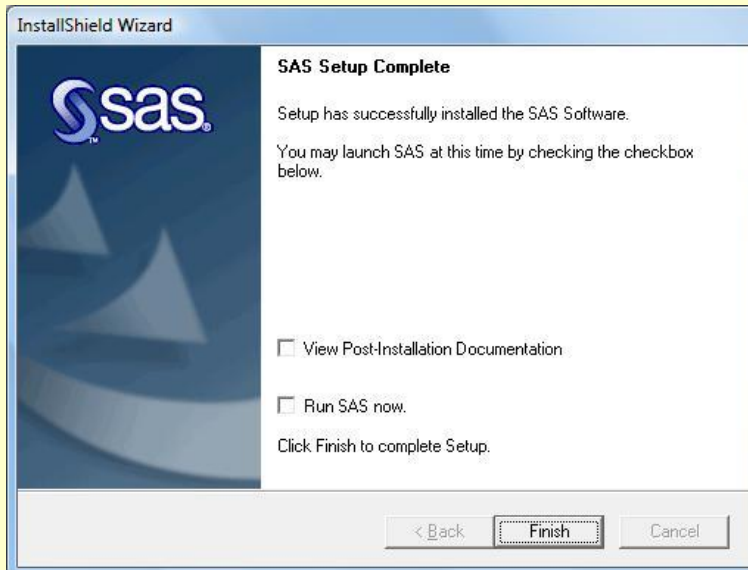 InstallShield Wizard
Ssas®
™
SAS Setup Complete
Setup has successfully installed the SAS Software.
You may launch SAS at this time by checking the checkbox
below.
View Post-Installation Documentation
Run SAS now.
Click Finish to complete Setup.
< Back
Finish
Cancel